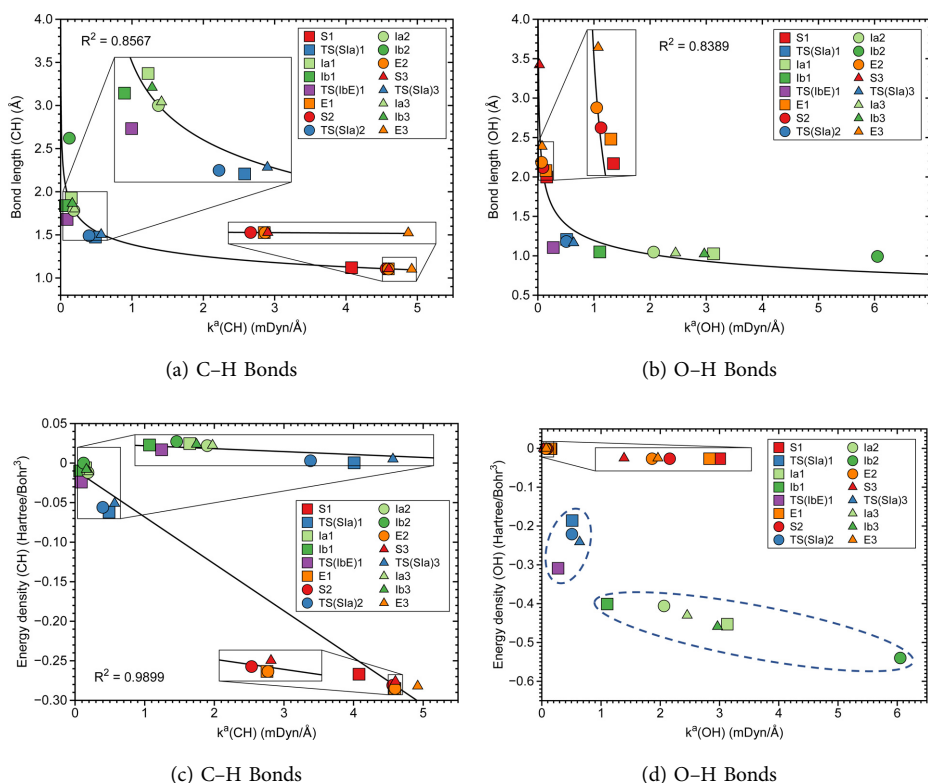 4.0
3.5
3.0
2.5
2.0
1.5
1.0
Bond length (CH) (Å)
R² = 0.8567
S1 Ia2
TS(SIa)1 Ib2
Ia1 E2
Ib1 S3
TS(IbE)1 TS(SIa)3
E1 Ia3
S2 Ib3
TS(SIa)2 E3
0 1 2 3 4 5
kᵃ(CH) (mDyn/Å)
(a) C–H Bonds
4.0
3.5
3.0
2.5
2.0
1.5
1.0
0.5
Bond length (OH) (Å)
R² = 0.8389
S1 Ia2
TS(SIa)1 Ib2
Ia1 E2
Ib1 S3
TS(IbE)1 TS(SIa)3
E1 Ia3
S2 Ib3
TS(SIa)2 E3
0 1 2 3 4 5 6
kᵃ(OH) (mDyn/Å)
(b) O–H Bonds
0.05
0
−0.05
−0.10
−0.15
−0.20
−0.25
−0.30
Energy density (CH) (Hartree/Bohr³)
S1 Ia2
TS(SIa)1 Ib2
Ia1 E2
Ib1 S3
TS(IbE)1 TS(SIa)3
E1 Ia3
S2 Ib3
TS(SIa)2 E3
R² = 0.9899
0 1 2 3 4 5
kᵃ(CH) (mDyn/Å)
(c) C–H Bonds
0.1
0
−0.1
−0.2
−0.3
−0.4
−0.5
−0.6
Energy density (OH) (Hartree/Bohr³)
S1 Ia2
TS(SIa)1 Ib2
Ia1 E2
Ib1 S3
TS(IbE)1 TS(SIa)3
E1 Ia3
S2 Ib3
TS(SIa)2 E3
0 1 2 3 4 5 6
kᵃ(OH) (mDyn/Å)
(d) O–H Bonds